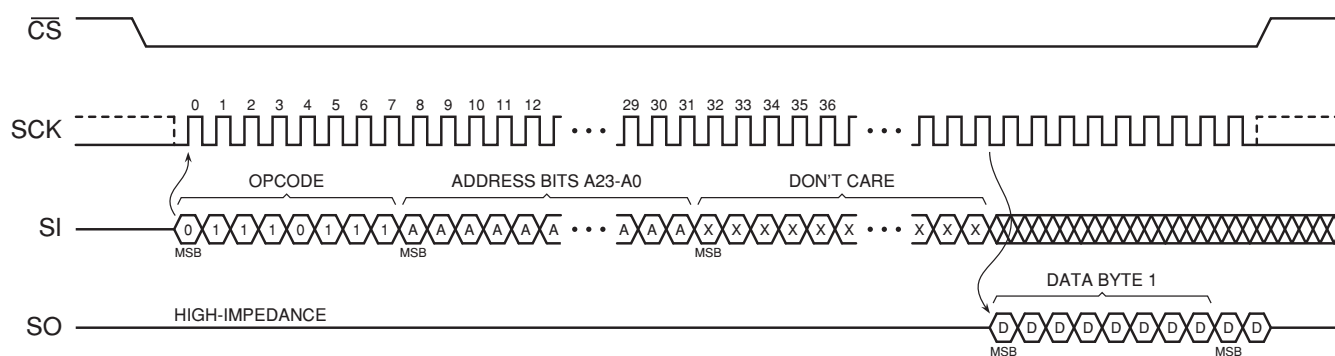 CS
0 1 2 3 4 5 6 7 8 9 10 11 12 29 30 31 32 33 34 35 36
SCK
OPCODE ADDRESS BITS A23-A0 DON'T CARE
SI 0 1 1 1 0 1 1 1 A A A A A A A A A X X X X X X X X X
MSB MSB MSB
DATA BYTE 1
SO HIGH-IMPEDANCE D D D D D D D D D D
MSB MSB